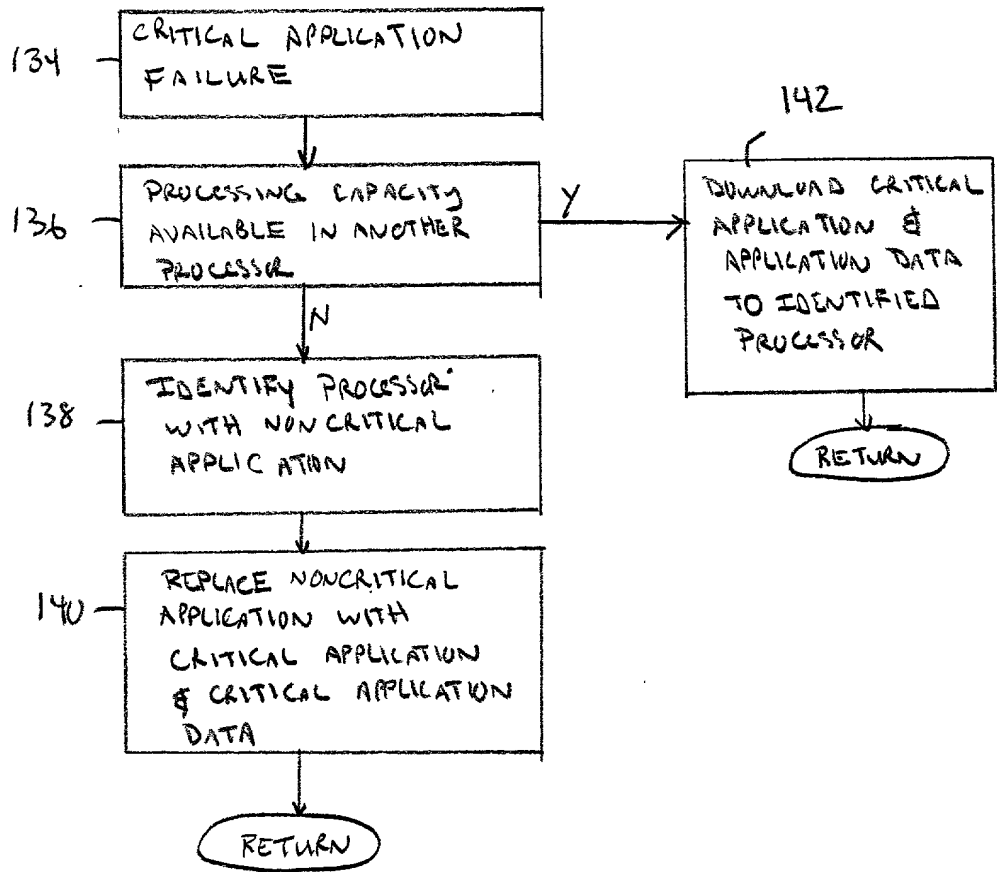 134
CRITICAL APPLICATION
FAILURE
142
136
PROCESSING CAPACITY
AVAILABLE IN ANOTHER
PROCESSOR
Y
DOWNLOAD CRITICAL
APPLICATION &
APPLICATION DATA
TO IDENTIFIED
PROCESSOR
N
138
IDENTIFY PROCESSOR
WITH NONCRITICAL
APPLICATION
RETURN
140
REPLACE NONCRITICAL
APPLICATION WITH
CRITICAL APPLICATION
& CRITICAL APPLICATION
DATA
RETURN